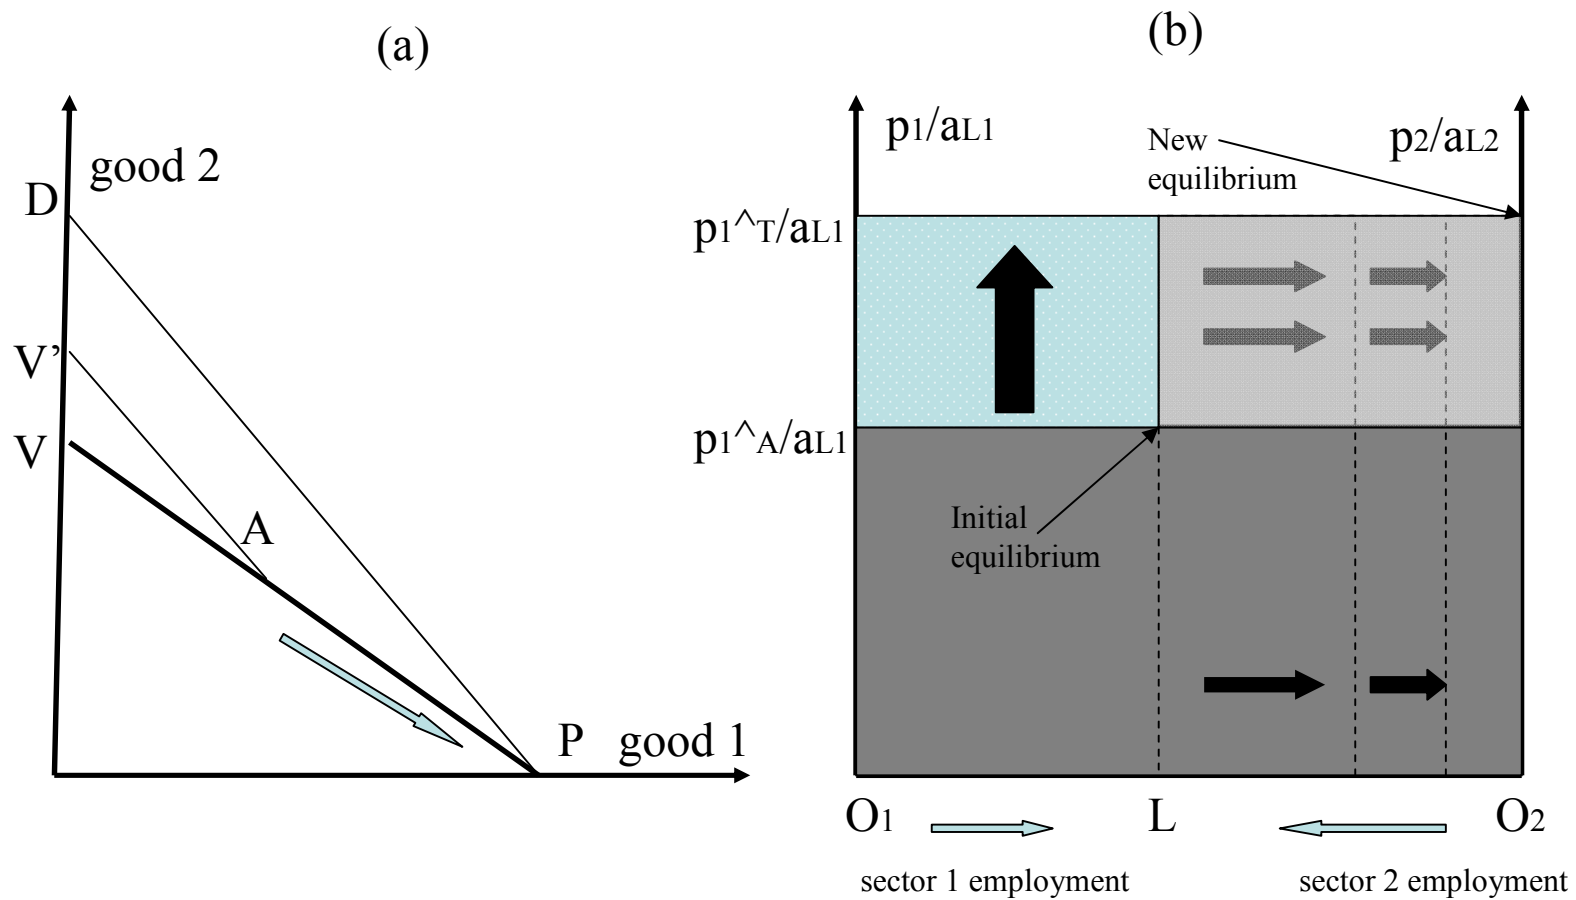 (a)
(b)
good 2
D
V’
V
A
P
good 1
p1/aL1
New
equilibrium
p2/aL2
p1^T/aL1
p1^A/aL1
Initial
equilibrium
O1
L
O2
sector 1 employment
sector 2 employment